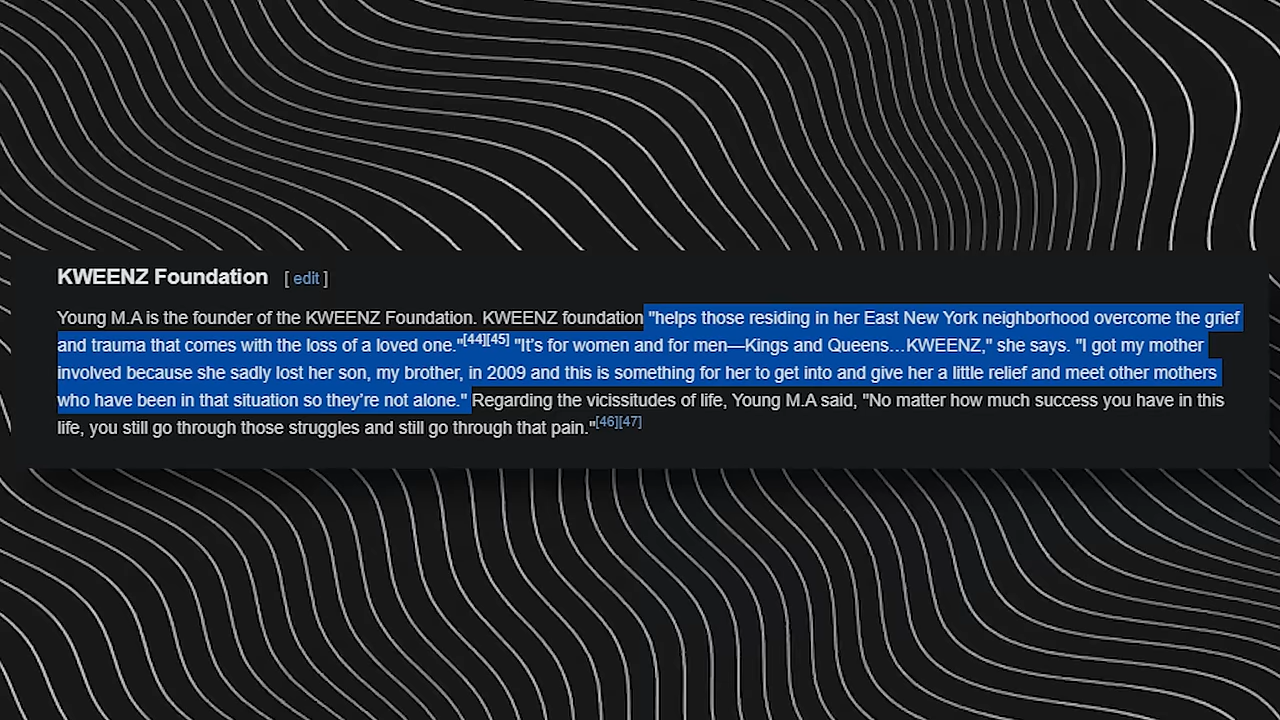 KWEENZ Foundation [ edit ]
Young M.A is the founder of the KWEENZ Foundation. KWEENZ foundation "helps those residing in her East New York neighborhood overcome the grief
and trauma that comes with the loss of a loved one."[44][45] "It's for women and for men—Kings and Queens…KWEENZ," she says. "I got my mother
involved because she sadly lost her son, my brother, in 2009 and this is something for her to get into and give her a little relief and meet other mothers
who have been in that situation so they're not alone." Regarding the vicissitudes of life, Young M.A said, "No matter how much success you have in this
life, you still go through those struggles and still go through that pain."[46][47]